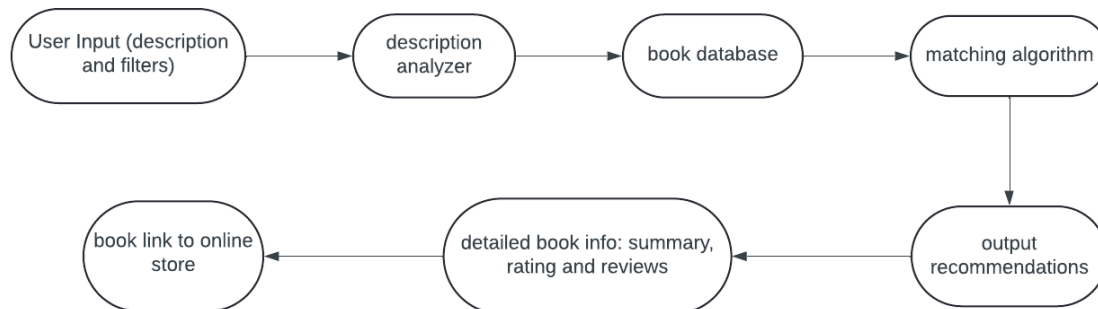 User Input (description
and filters)
description
analyzer
book database
matching algorithm
book link to online
store
detailed book info: summary,
rating and reviews
output
recommendations